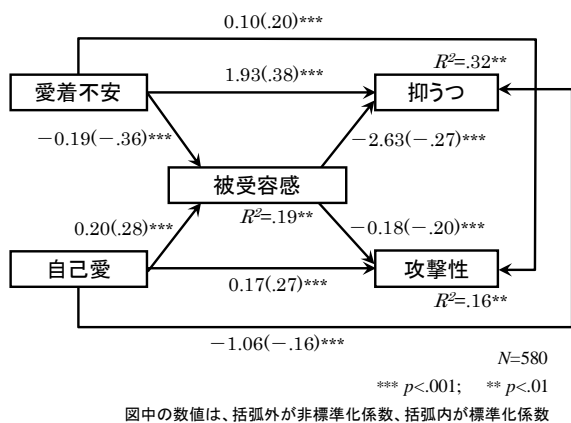 0.10(.20)***
R²=.32**
愛着不安
1.93(.38)***
抑うつ
−0.19(−.36)***
−2.63(−.27)***
被受容感
R²=.19**
0.20(.28)***
−0.18(−.20)***
自己愛
0.17(.27)***
攻撃性
R²=.16**
−1.06(−.16)***
N=580
*** p<.001; ** p<.01
図中の数値は、括弧外が非標準化係数、括弧内が標準化係数